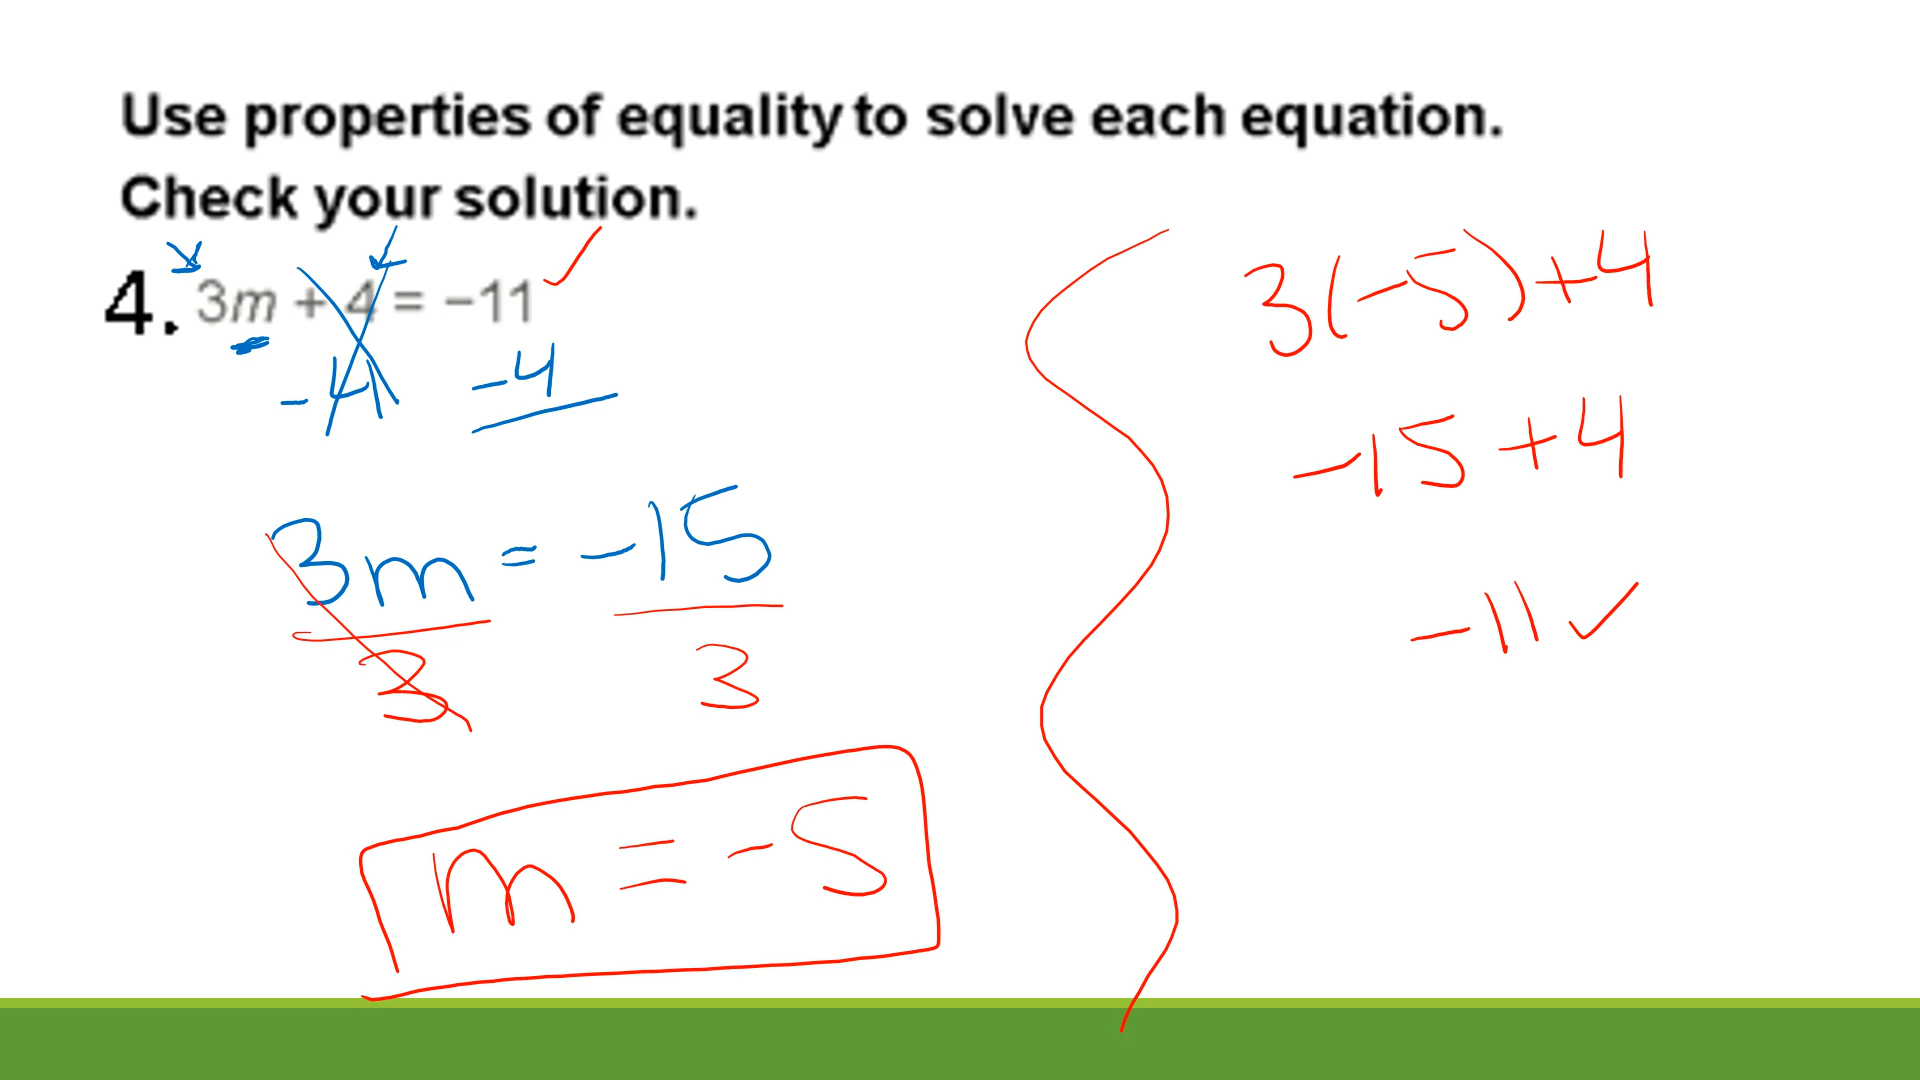 Use properties of equality to solve each equation.
Check your solution.
4. 3m + 4 = −11
-4 -4
3m = -15
3 3
m = -5
3(-5)+4
-15+4
-11✓